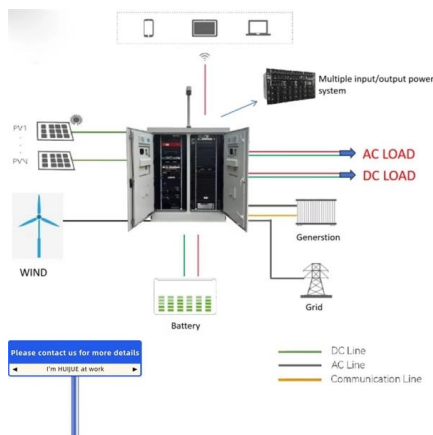 Multiple input/output power
system
PV1
PVN
AC LOAD
DC LOAD
WIND
Generstion
Grid
Battery
Please contact us for more details
I'm HUIJUE at work
DC Line
AC Line
Communication Line